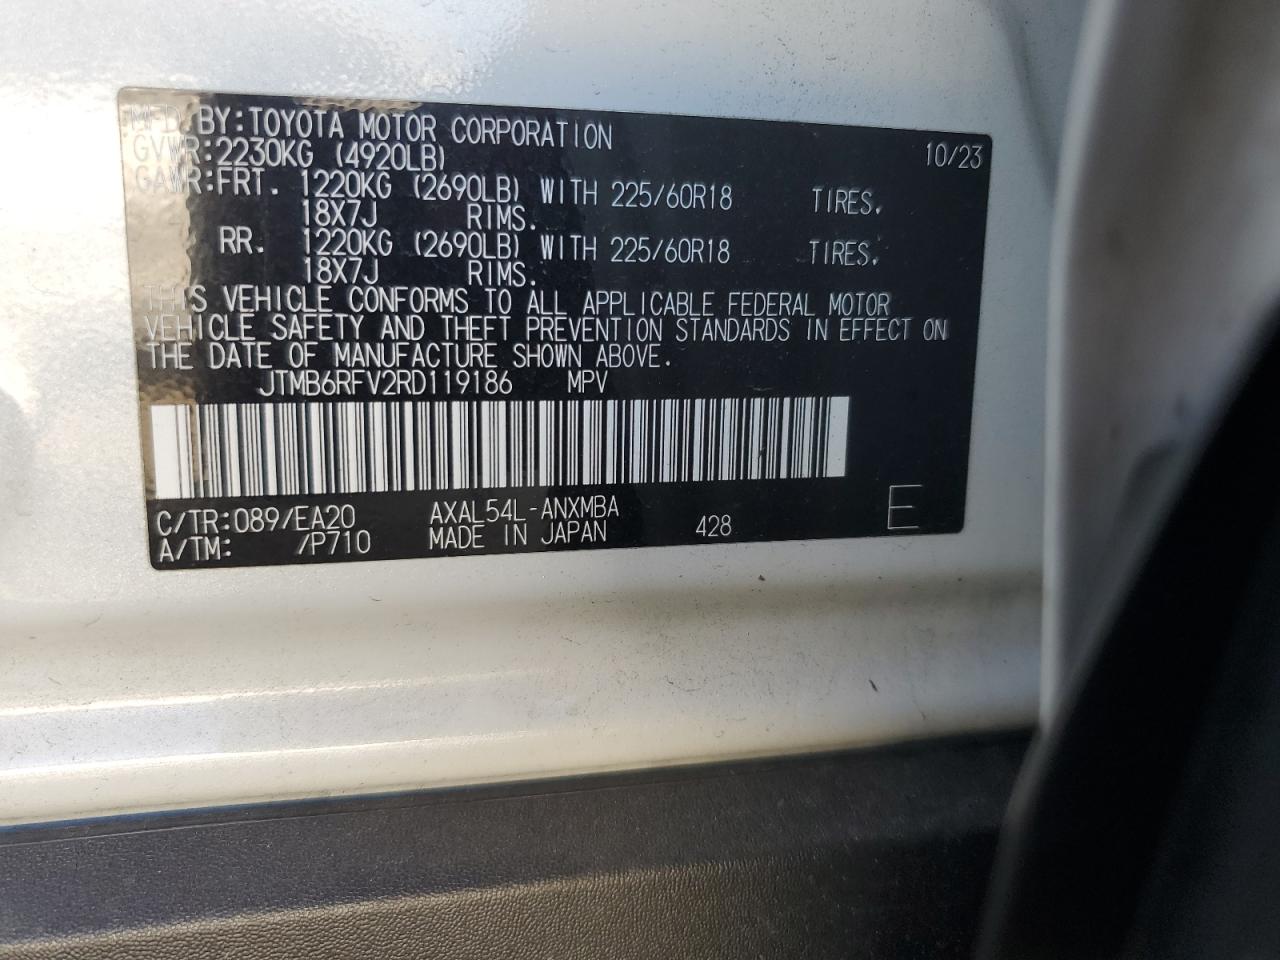 MFD.BY:TOYOTA MOTOR CORPORATION 10/23
GVWR:2230KG (4920LB)
GAWR:FRT. 1220KG (2690LB) WITH 225/60R18 TIRES.
18X7J RIMS.
RR. 1220KG (2690LB) WITH 225/60R18 TIRES.
18X7J RIMS.
THIS VEHICLE CONFORMS TO ALL APPLICABLE FEDERAL MOTOR
VEHICLE SAFETY AND THEFT PREVENTION STANDARDS IN EFFECT ON
THE DATE OF MANUFACTURE SHOWN ABOVE.
JTMB6RFV2RD119186 MPV
C/TR:089/EA20 AXAL54L-ANXMBA 428 E
A/TM: /P710 MADE IN JAPAN